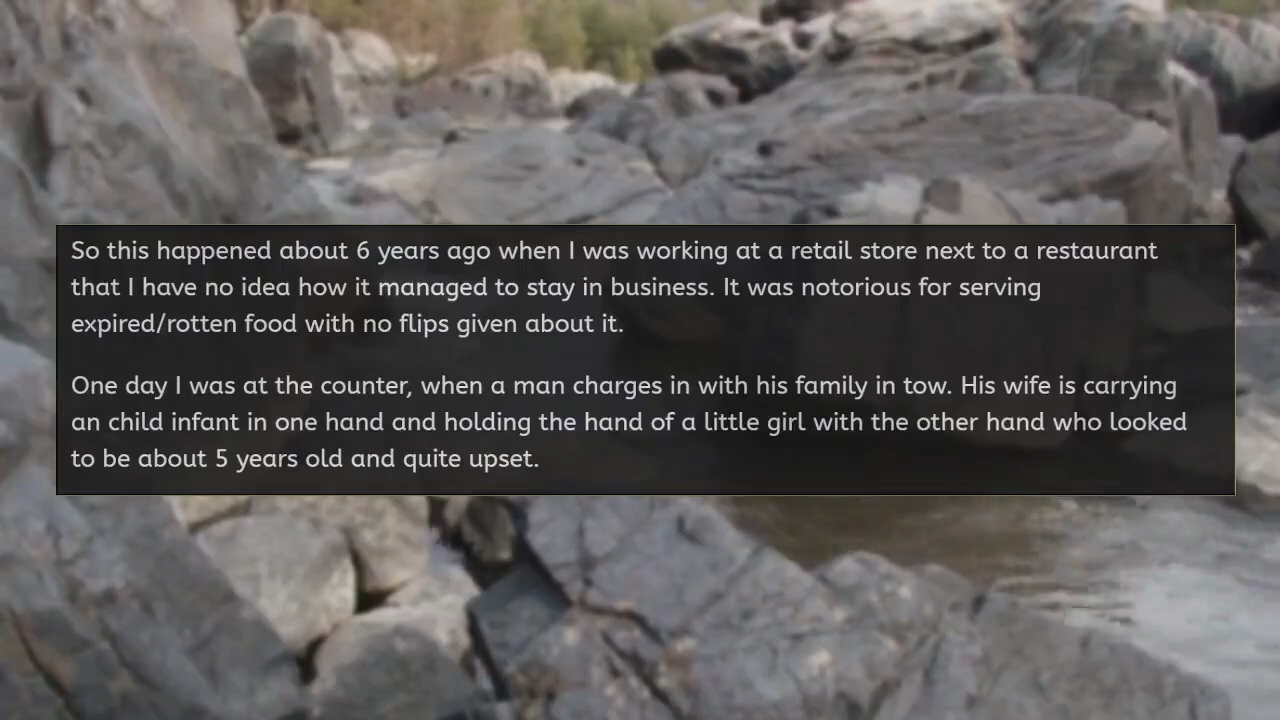 So this happened about 6 years ago when I was working at a retail store next to a restaurant
that I have no idea how it managed to stay in business. It was notorious for serving
expired/rotten food with no flips given about it.
One day I was at the counter, when a man charges in with his family in tow. His wife is carrying
an child infant in one hand and holding the hand of a little girl with the other hand who looked
to be about 5 years old and quite upset.